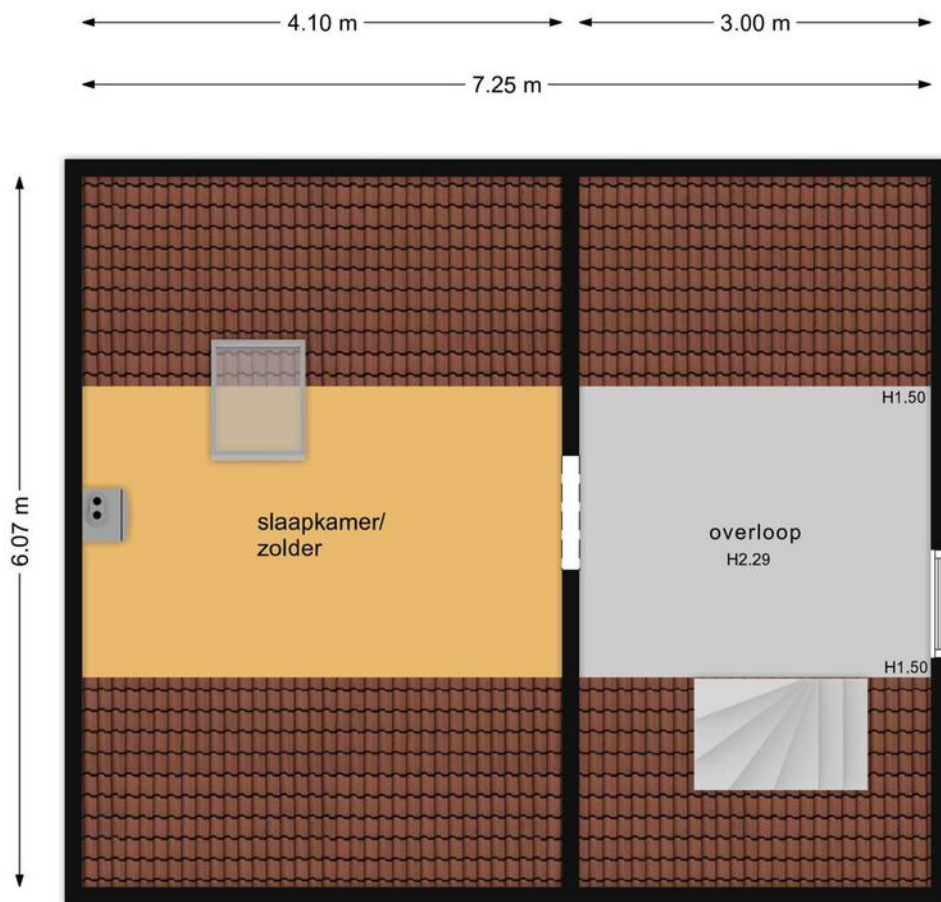 4.10 m
3.00 m
7.25 m
6.07 m
H1.50
slaapkamer/
zolder
overloop
H2.29
H1.50